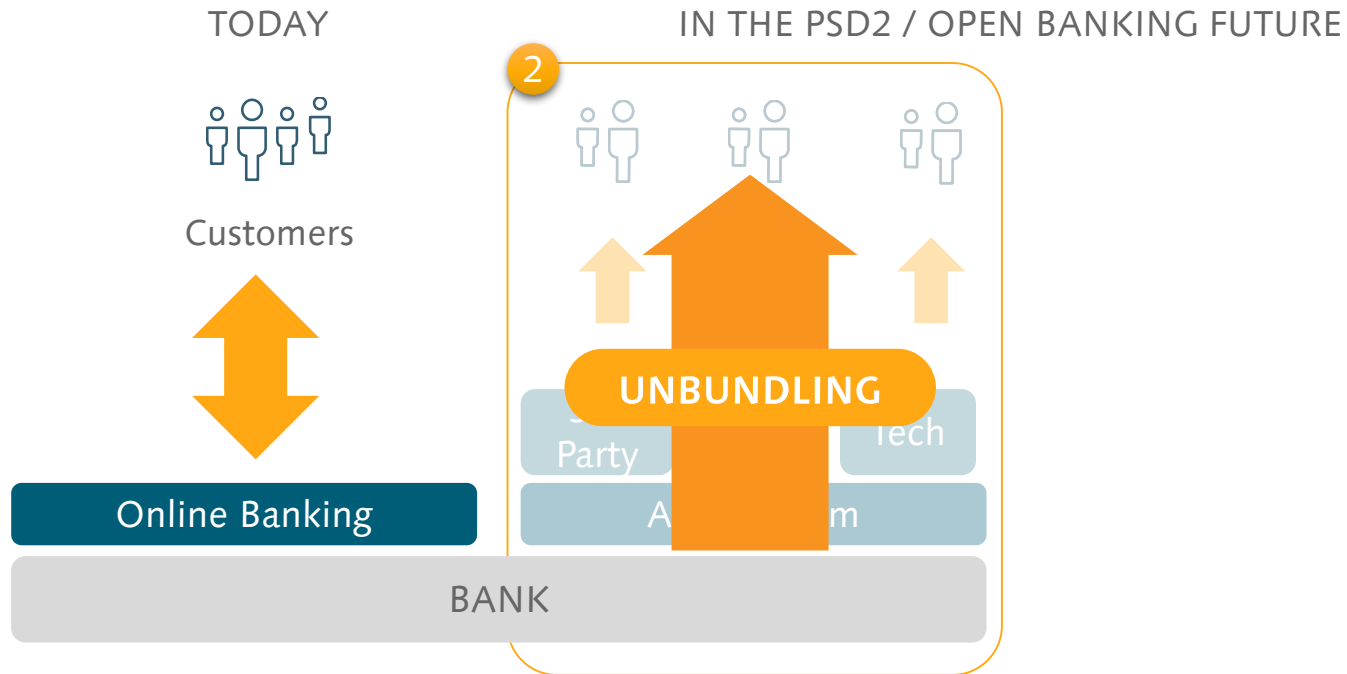 TODAY
IN THE PSD2 / OPEN BANKING FUTURE
2
Customers
UNBUNDLING
Party
Tech
Online Banking
BANK